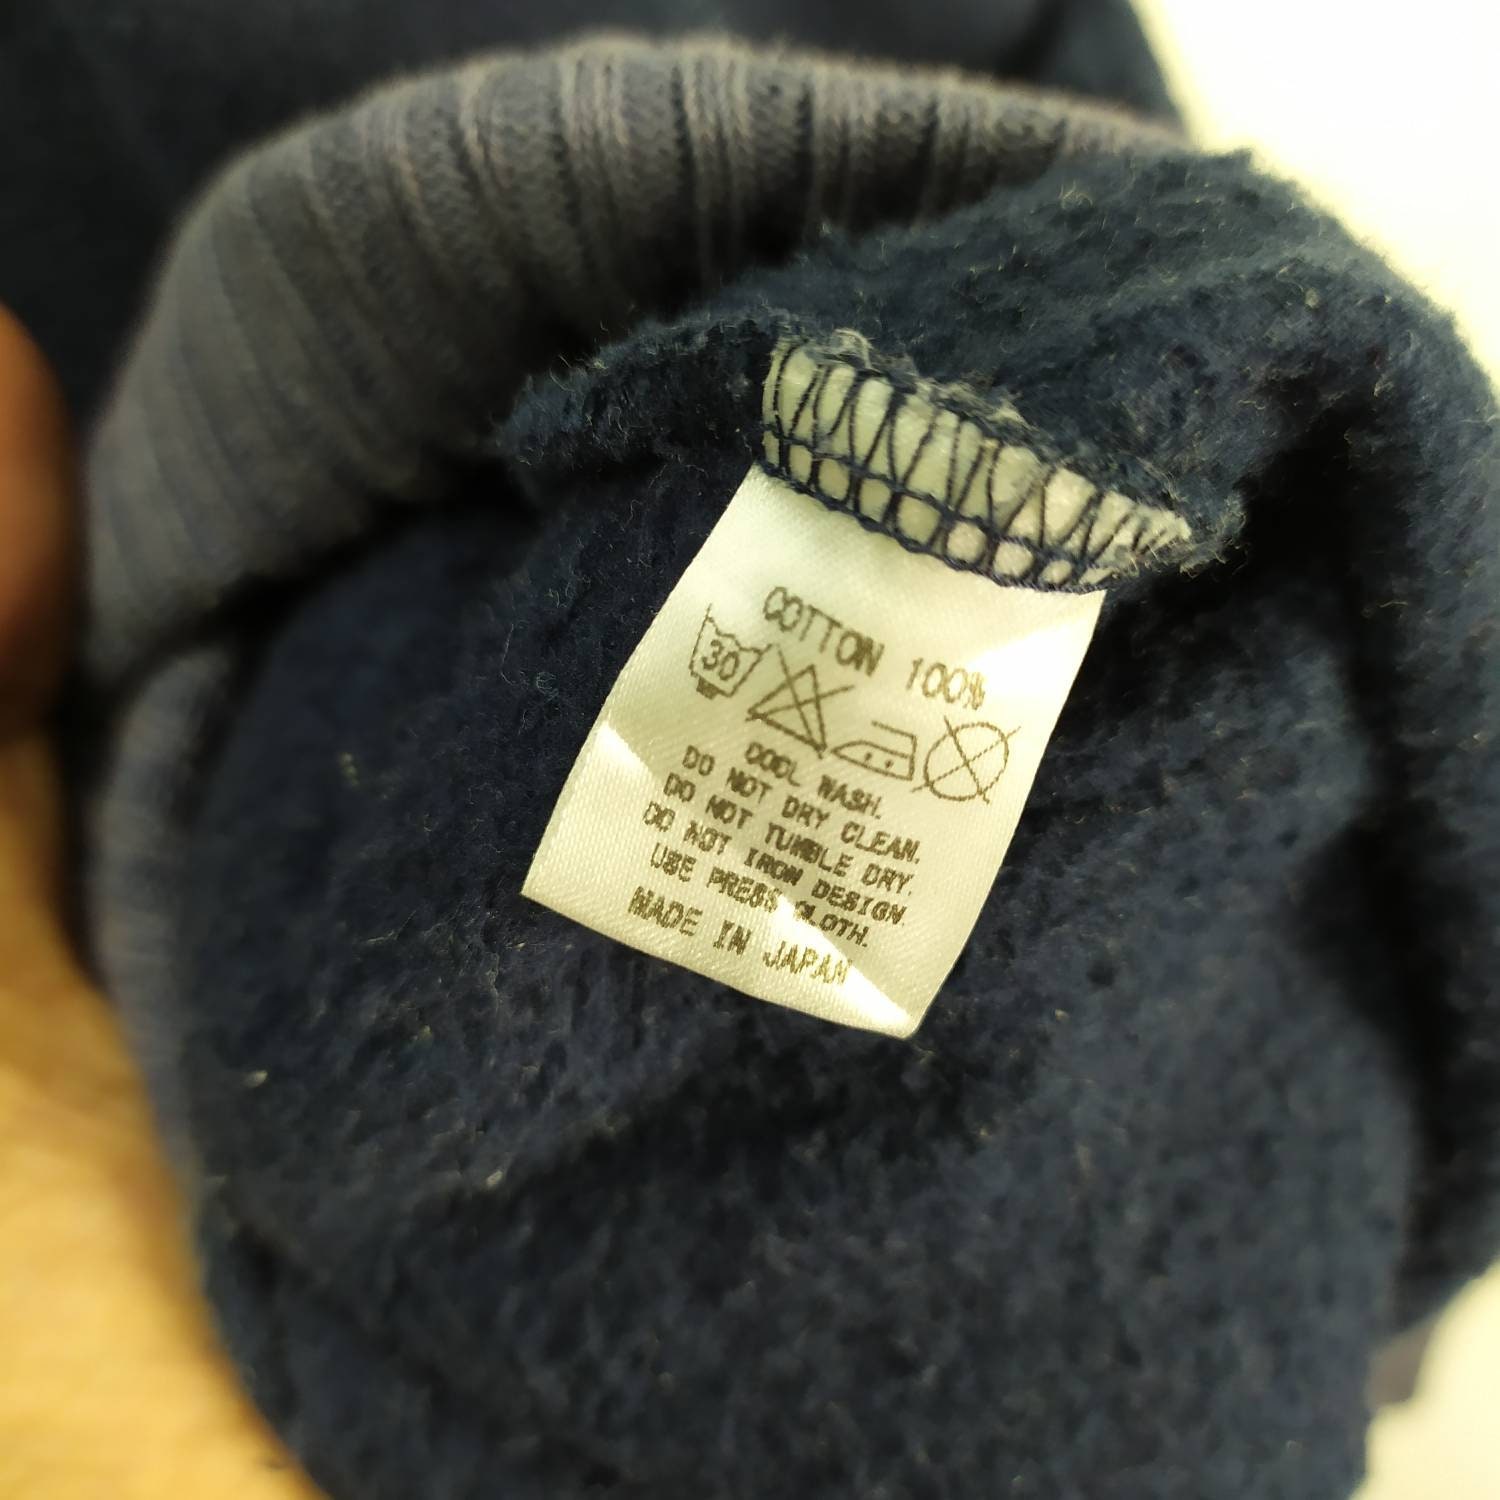 COTTON 100%
30
COOL WASH.
DO NOT DRY CLEAN.
DO NOT TUMBLE DRY.
DO NOT IRON DESIGN.
USE PRESS CLOTH.
MADE IN JAPAN